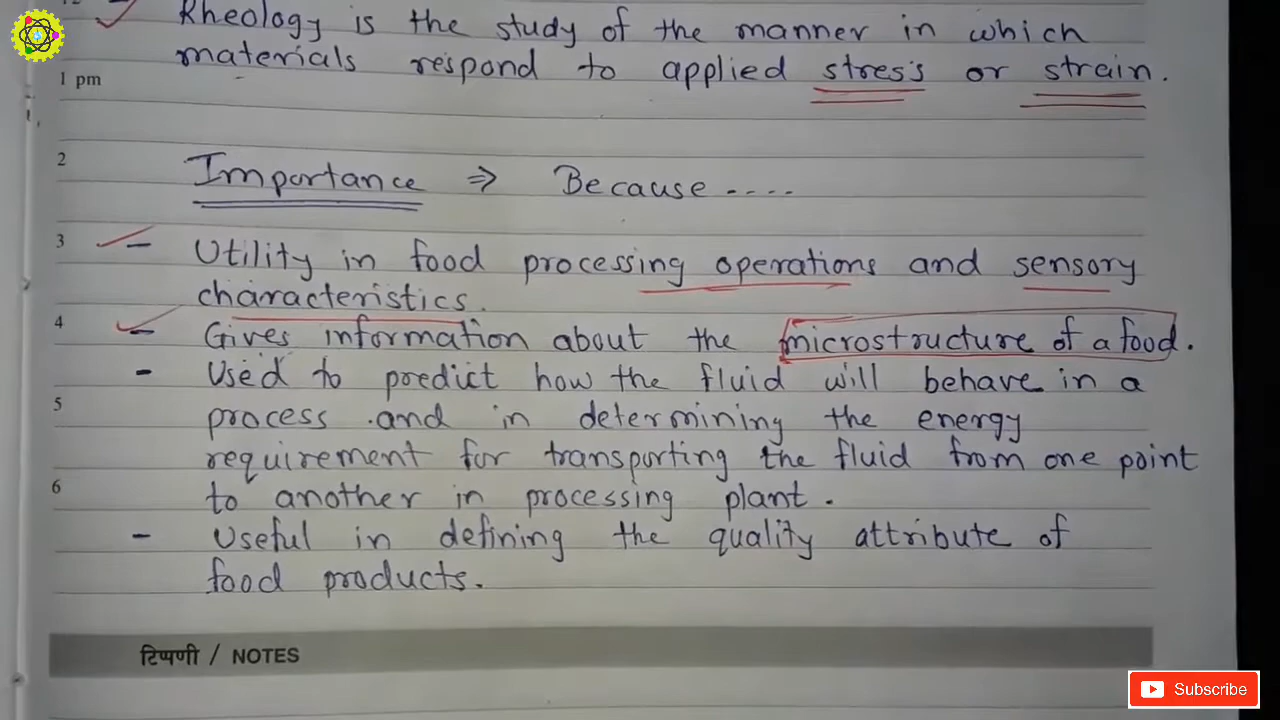 Rheology is the study of the manner in which
materials respond to applied stress or strain.
1 pm
2
Importance ⇒ Because ....
3
- Utility in food processing operations and sensory
characteristics.
4
- Gives information about the microstructure of a food.
- Used to predict how the fluid will behave in a
5
process and in determining the energy
requirement for transporting the fluid from one point
6
to another in processing plant.
- Useful in defining the quality attribute of
food products.
टिप्पणी / NOTES
Subscribe